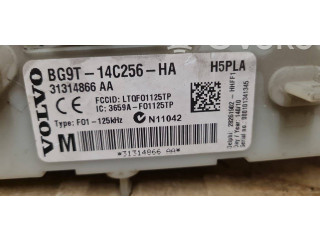 VOLVO
BG9T-14C256-HA
H5PLA
31314866 AA
FCCID: LTQF01125TP
IC: 3659A-F01125TP
Type: F01-125kHz
N11042
M
*31314866 AA*